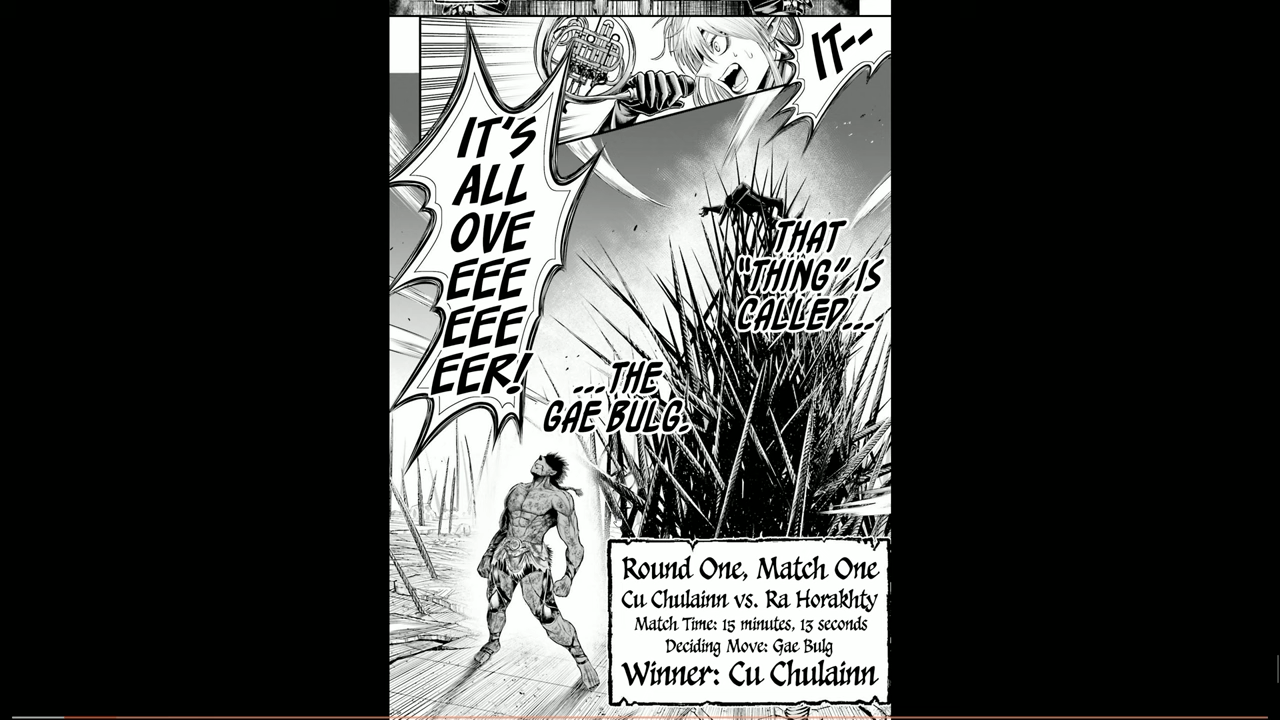 IT--
IT'S
ALL
OVE
EEE
EEE
EER!
THAT
"THING" IS
CALLED...
...THE
GAE BULG.
Round One, Match One
Cu Chulainn vs. Ra Horakhty
Match Time: 15 minutes, 13 seconds
Deciding Move: Gae Bulg
Winner: Cu Chulainn